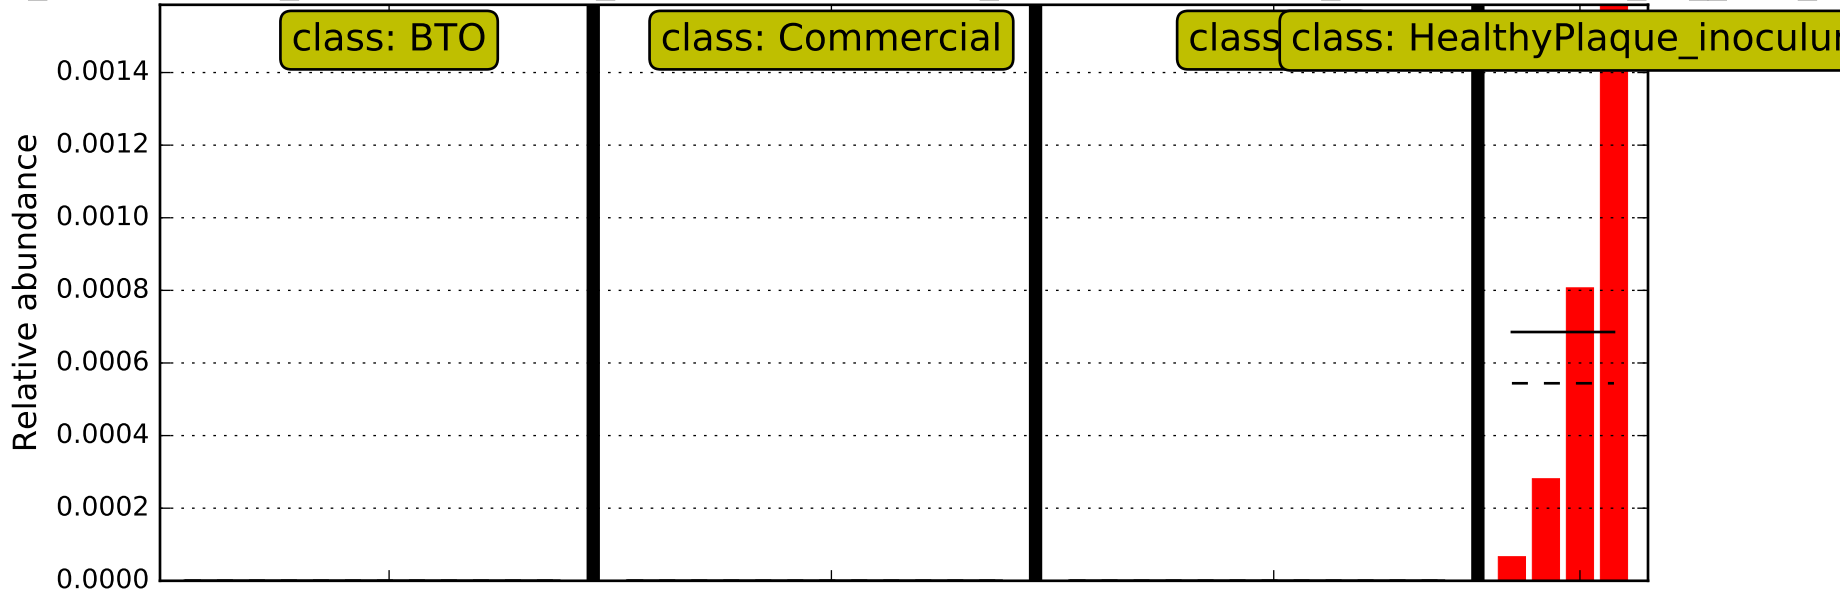 class: BTO
class: Commercial
class
class: HealthyPlaque_inoculu
Relative abundance
0.0014
0.0012
0.0010
0.0008
0.0006
0.0004
0.0002
0.0000